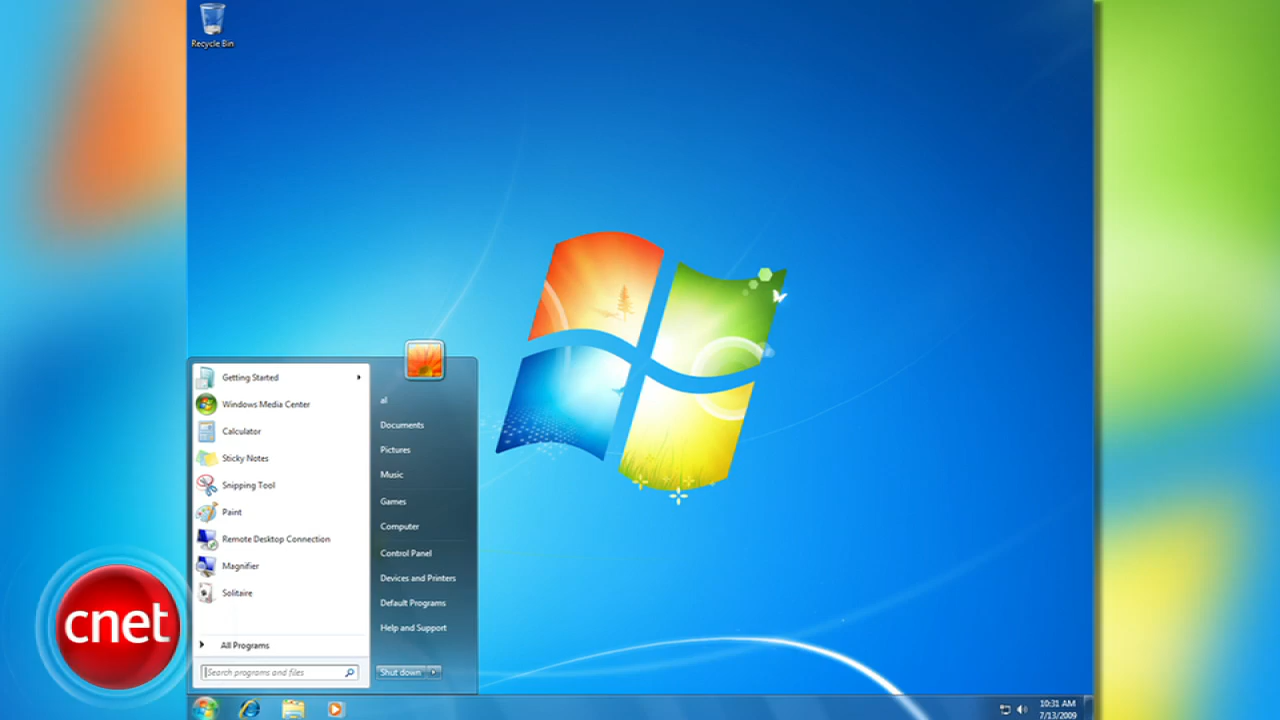 Recycle Bin
Getting Started
Windows Media Center
Calculator
Sticky Notes
Snipping Tool
Paint
Remote Desktop Connection
Magnifier
Solitaire
All Programs
Search programs and files
al
Documents
Pictures
Music
Games
Computer
Control Panel
Devices and Printers
Default Programs
Help and Support
Shut down
cnet
10:31 AM
7/13/2009